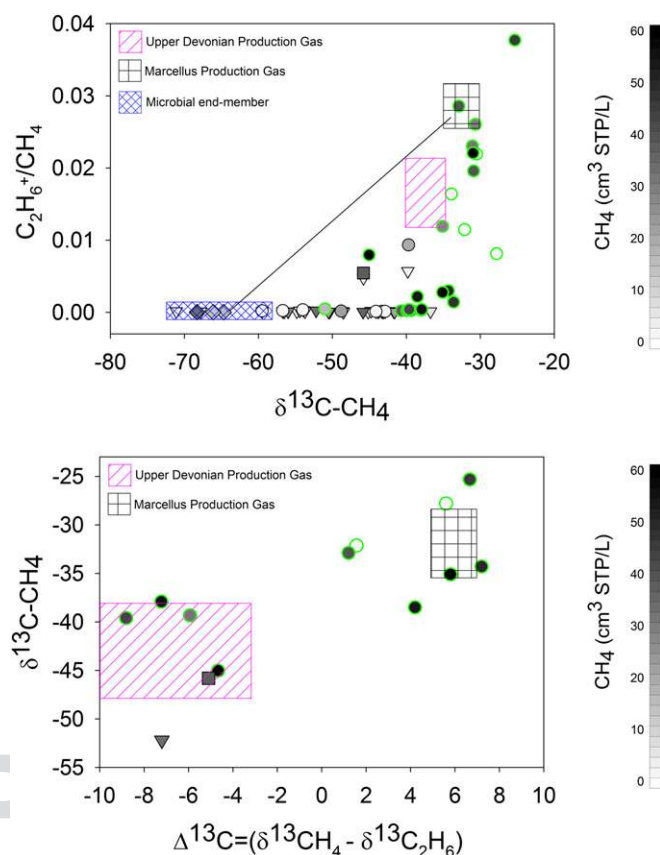 0.04
0.03
0.02
0.01
0.00
C2H6+/CH4
Upper Devonian Production Gas
Marcellus Production Gas
Microbial end-member
-80 -70 -60 -50 -40 -30 -20
δ13C-CH4
60
50
40
30
20
10
0
CH4 (cm3 STP/L)
-25
-30
-35
-40
-45
-50
-55
δ13C-CH4
Upper Devonian Production Gas
Marcellus Production Gas
-10 -8 -6 -4 -2 0 2 4 6 8 10
Δ13C=(δ13CH4 - δ13C2H6)
60
50
40
30
20
10
0
CH4 (cm3 STP/L)